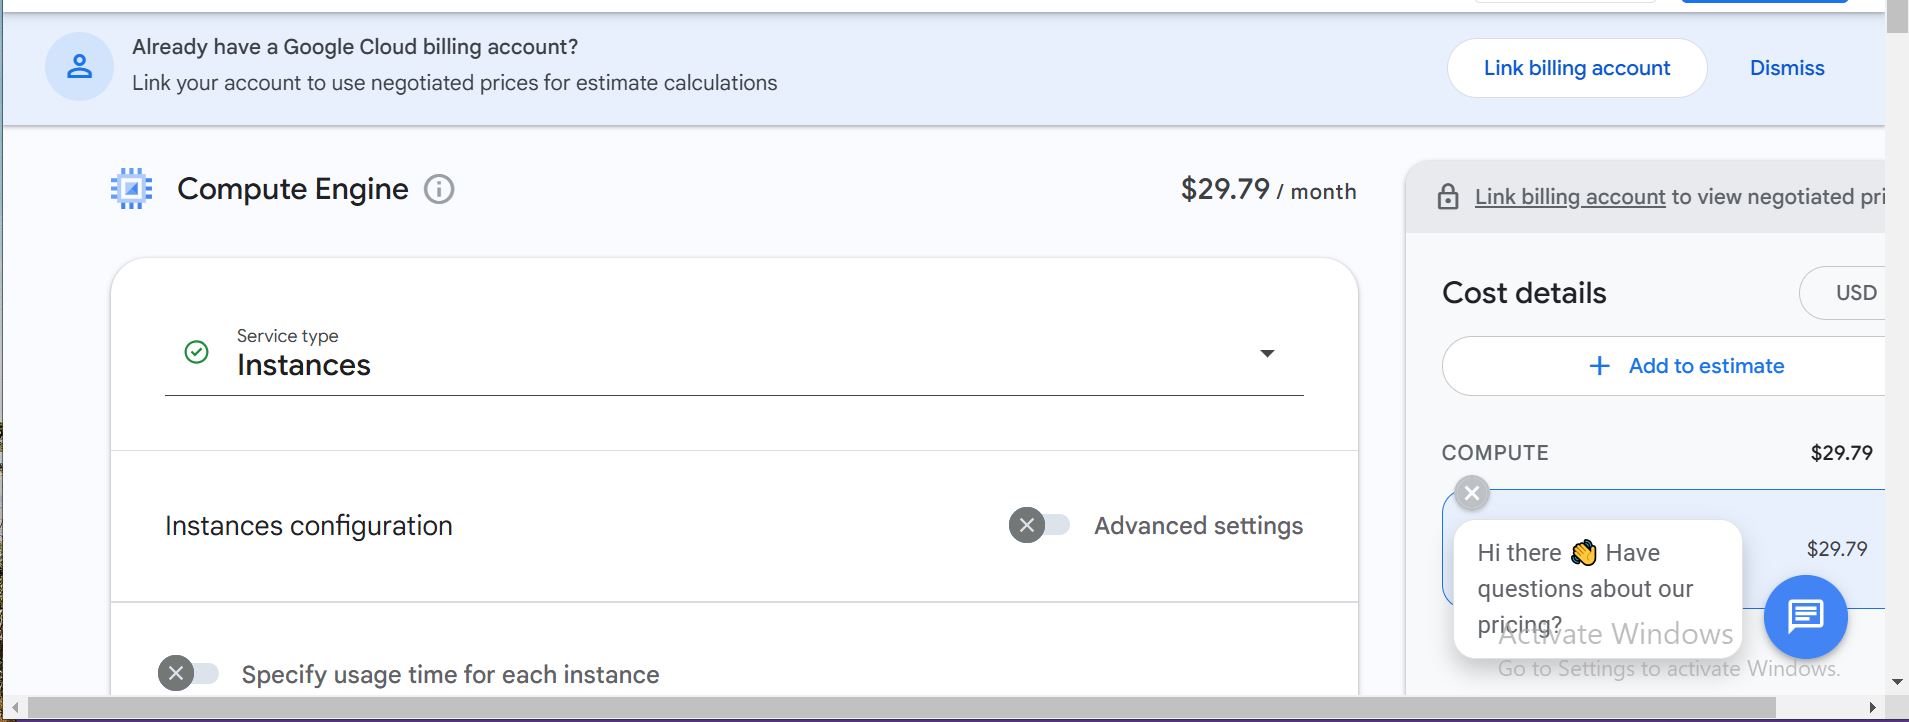 Already have a Google Cloud billing account?
Link your account to use negotiated prices for estimate calculations
Link billing account
Dismiss
Compute Engine
$29.79 / month
Link billing account to view negotiated pri
Service type
Instances
Cost details
USD
+ Add to estimate
COMPUTE
$29.79
Instances configuration
Advanced settings
$29.79
Hi there 👋 Have
questions about our
pricing?
Activate Windows
Go to Settings to activate Windows.
Specify usage time for each instance